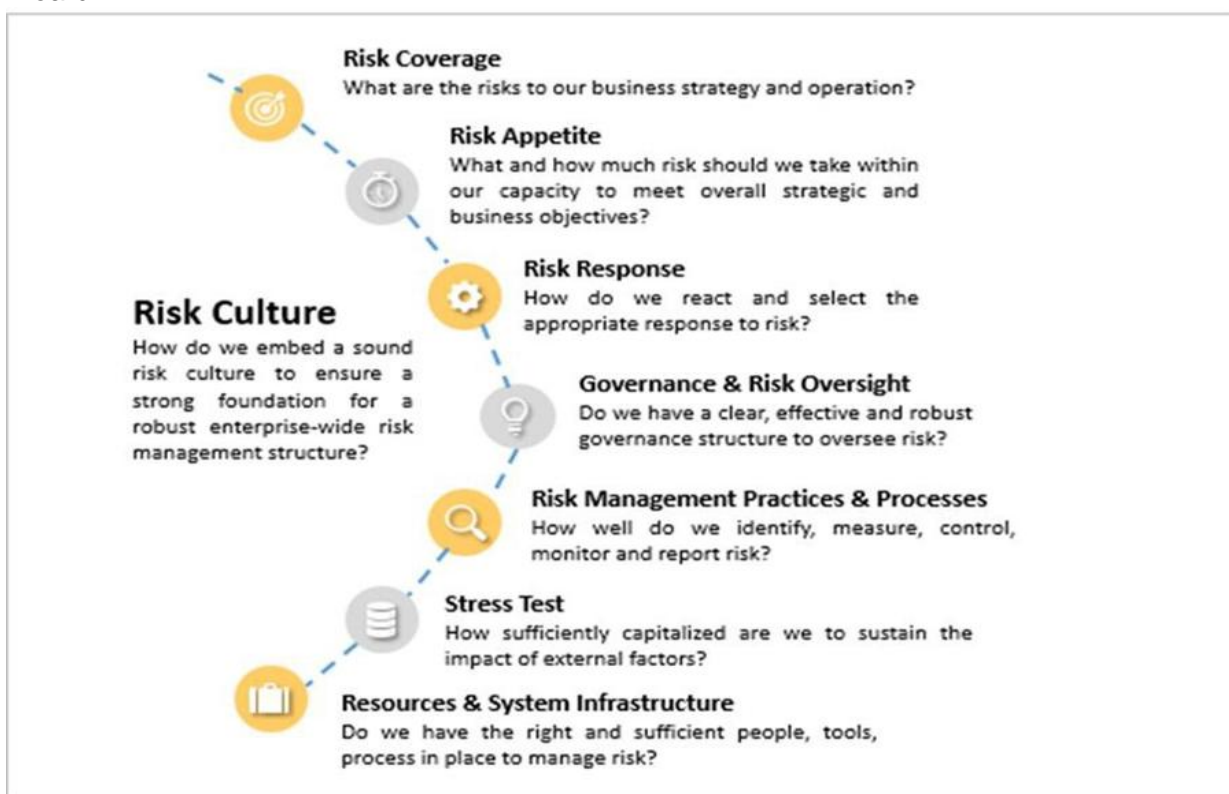 Risk Coverage
What are the risks to our business strategy and operation?
Risk Appetite
What and how much risk should we take within
our capacity to meet overall strategic and
business objectives?
Risk Response
How do we react and select the
appropriate response to risk?
Risk Culture
How do we embed a sound
risk culture to ensure a
strong foundation for a
robust enterprise-wide risk
management structure?
Governance & Risk Oversight
Do we have a clear, effective and robust
governance structure to oversee risk?
Risk Management Practices & Processes
How well do we identify, measure, control,
monitor and report risk?
Stress Test
How sufficiently capitalized are we to sustain the
impact of external factors?
Resources & System Infrastructure
Do we have the right and sufficient people, tools,
process in place to manage risk?